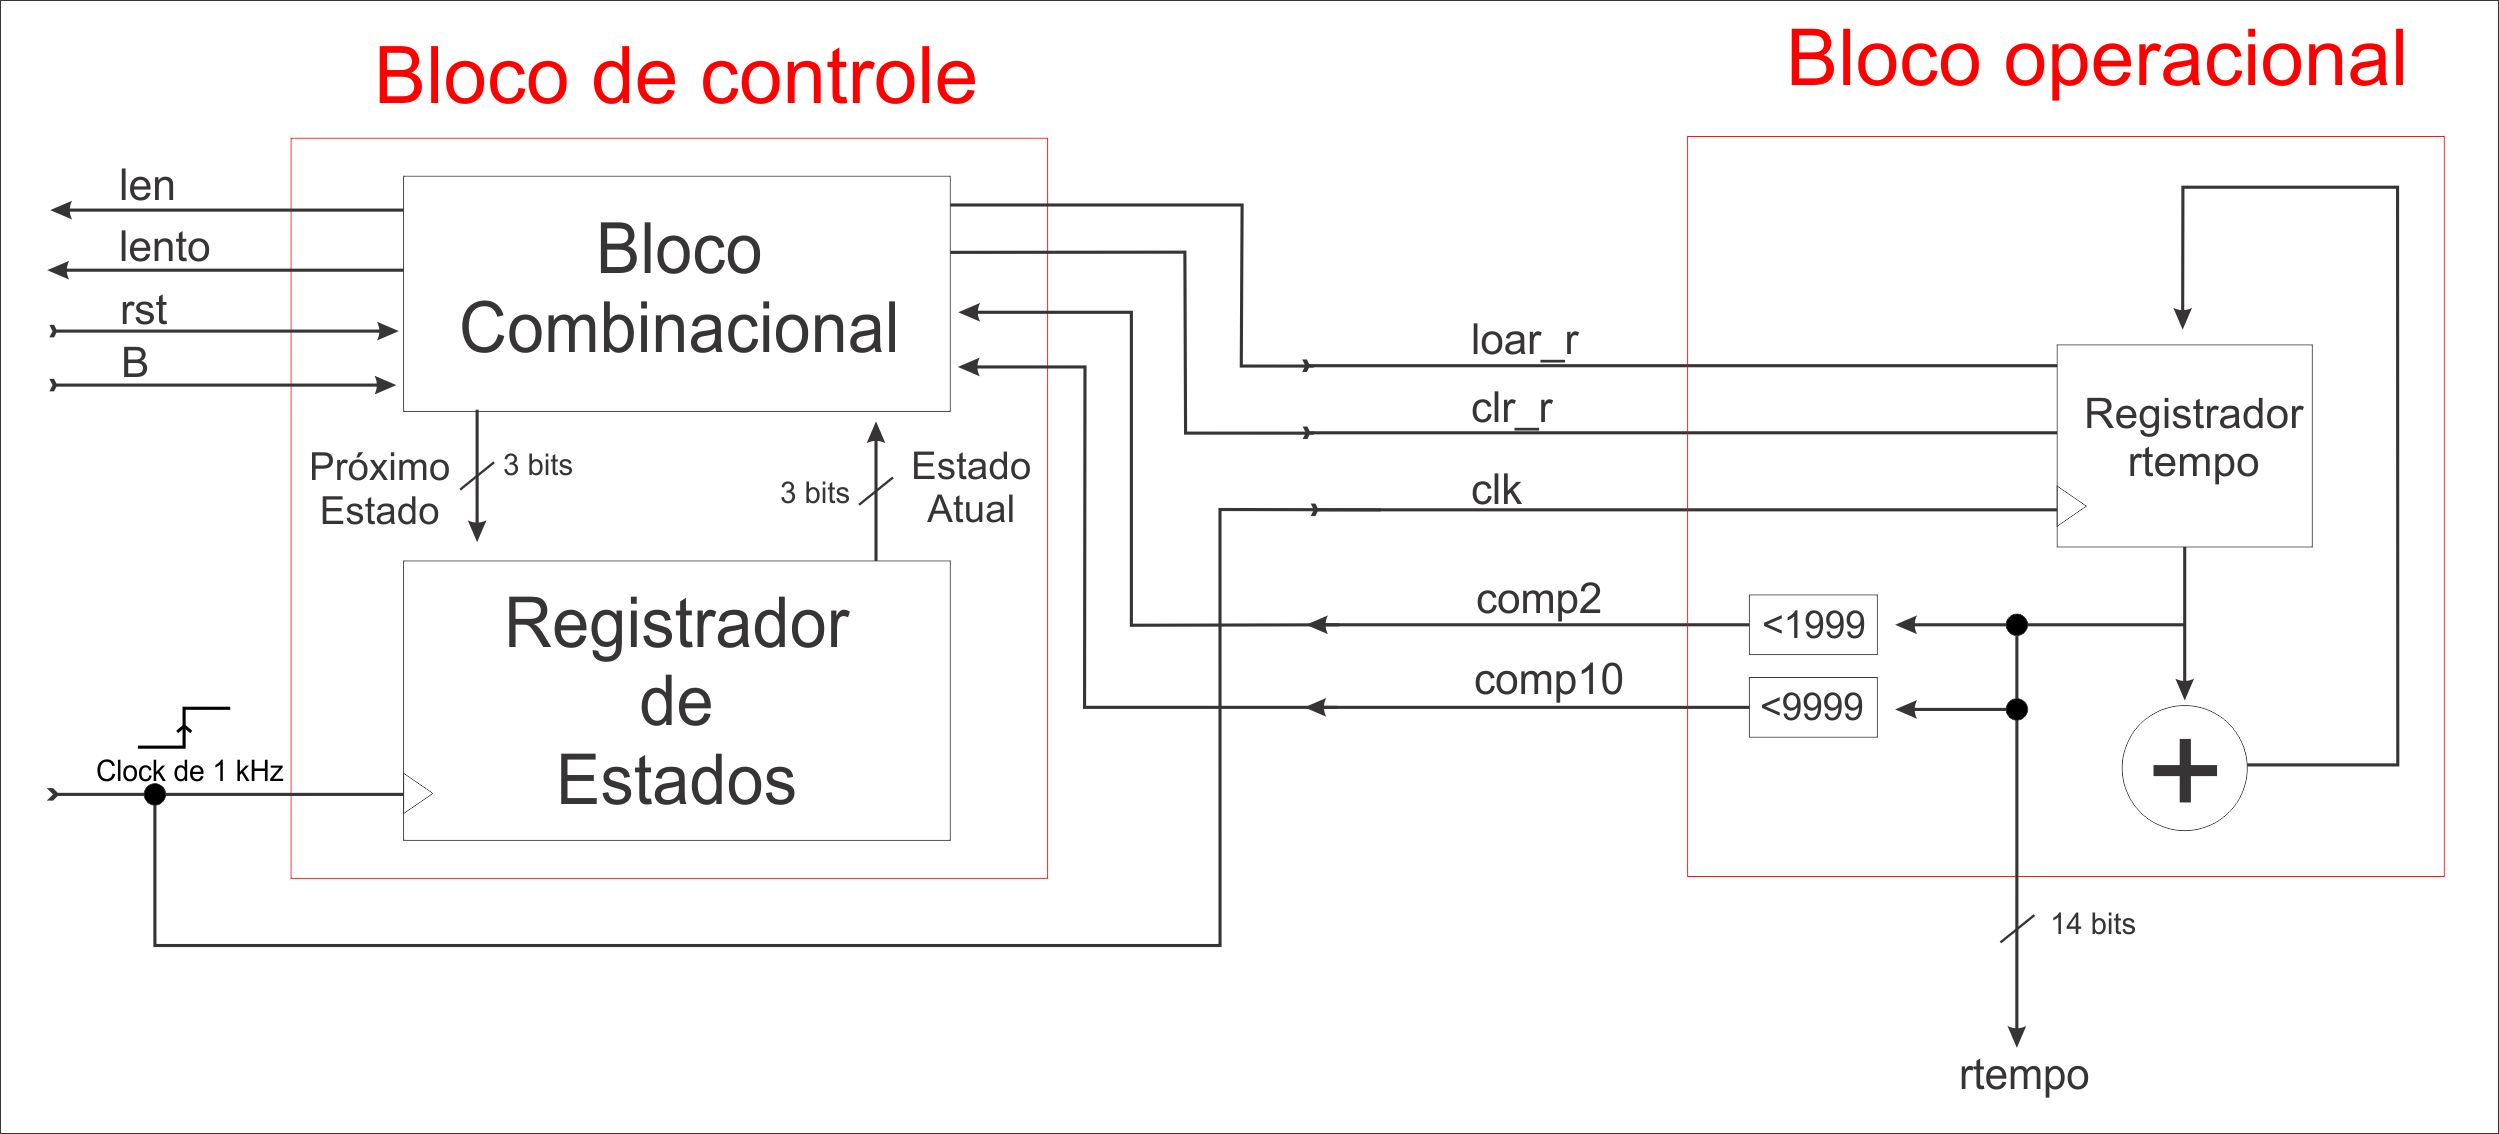 Bloco de controle
Bloco operacional
len
lento
rst
B
Bloco
Combinacional
Próximo
Estado
3 bits
3 bits
Estado
Atual
Registrador
de
Estados
Clock de 1 kHz
loar_r
clr_r
clk
comp2
comp10
Registrador
rtempo
<1999
<9999
+
14 bits
rtempo